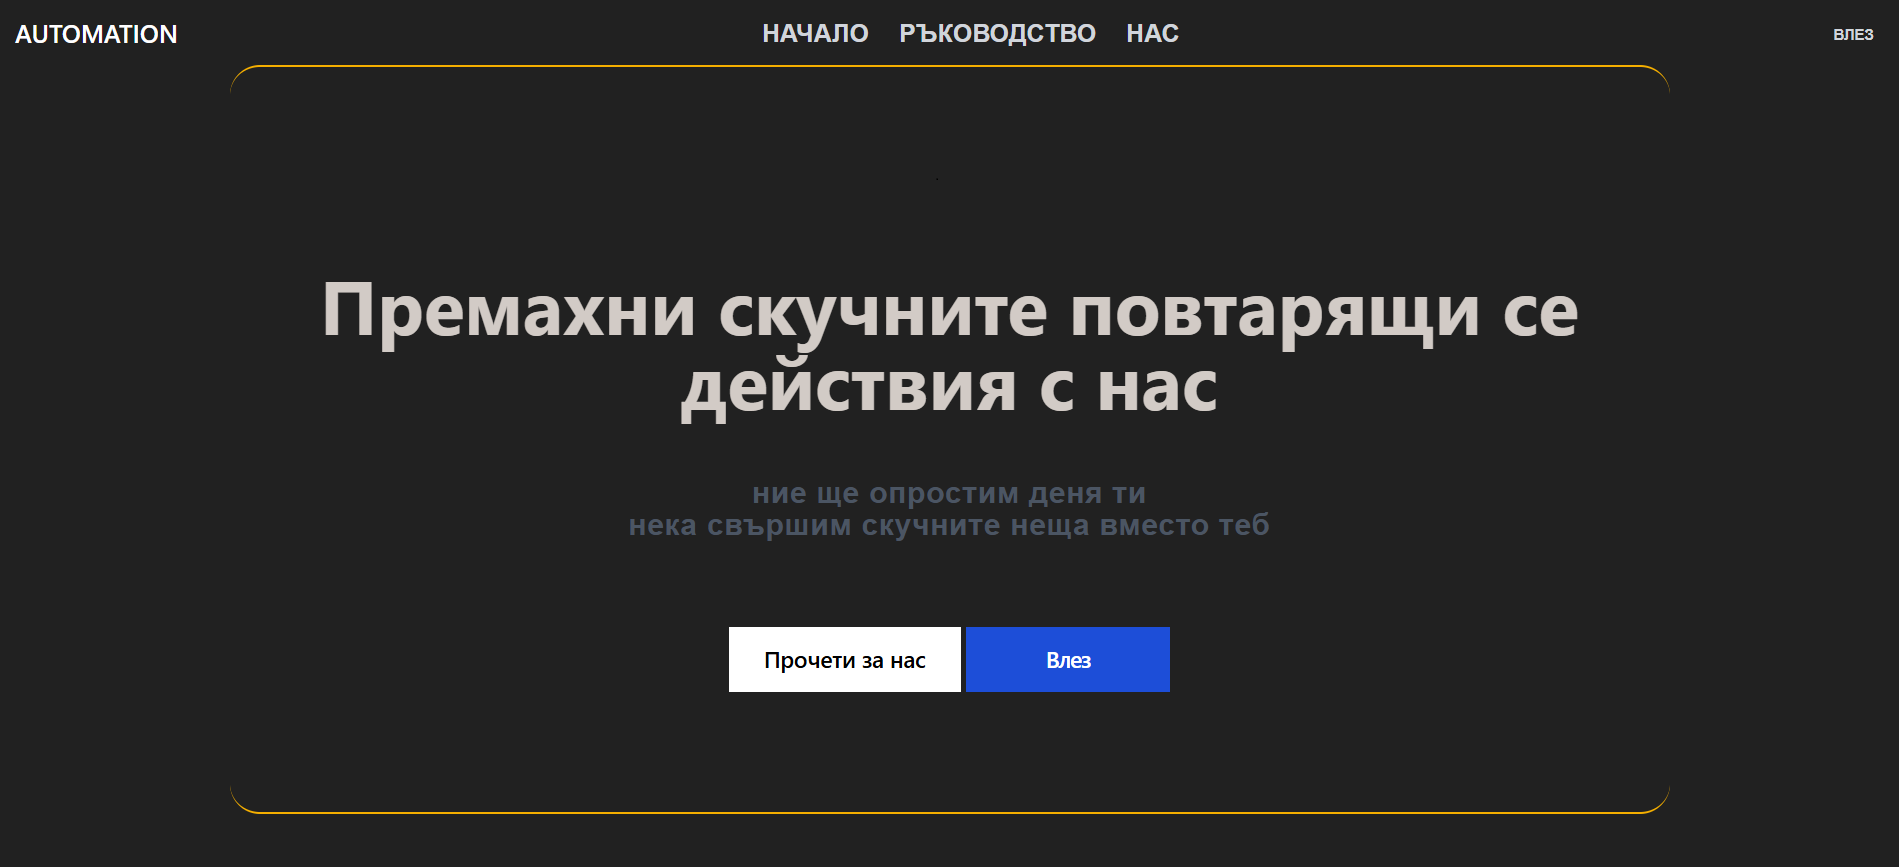 AUTOMATION
НАЧАЛО РЪКОВОДСТВО НАС
ВЛЕЗ
Премахни скучните повтарящи се
действия с нас
ние ще опростим деня ти
нека свършим скучните неща вместо теб
Прочети за нас
Влез